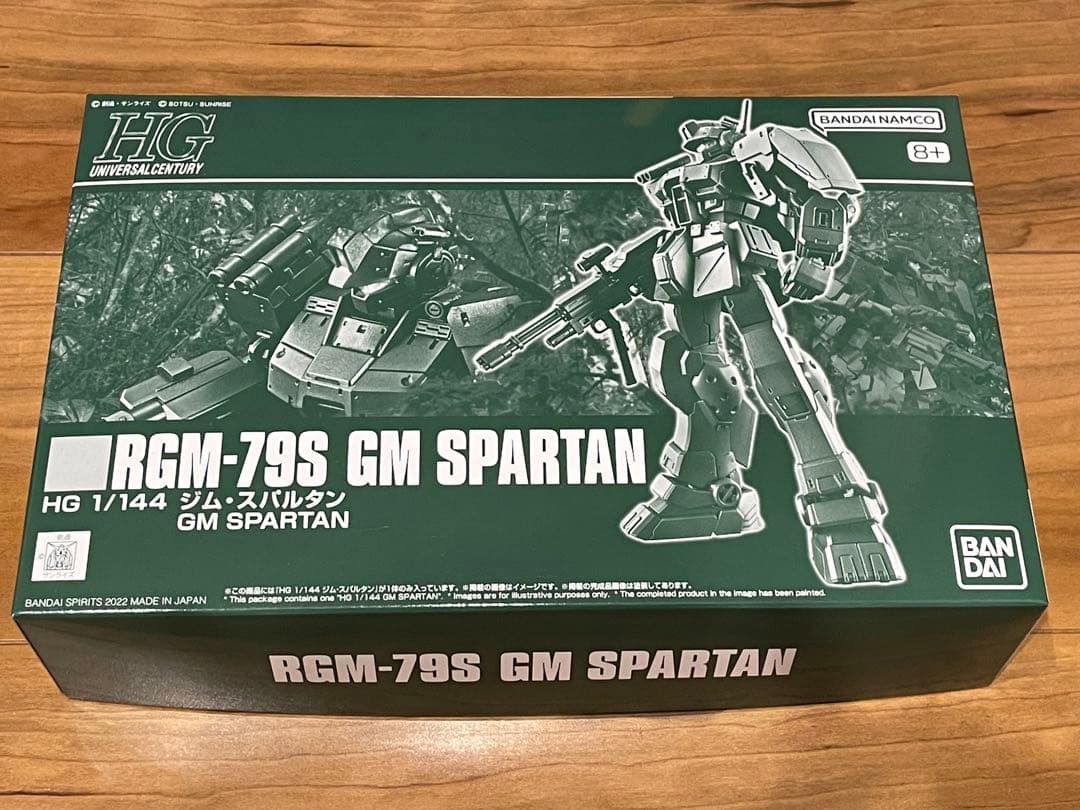 © 創通・サンライズ © SOTSU・SUNRISE
HG
UNIVERSAL CENTURY
BANDAI NAMCO
8+
RGM-79S GM SPARTAN
HG 1/144 ジム・スパルタン
GM SPARTAN
創通
サンライズ
BAN
DAI
※この商品には「HG 1/144 ジム・スパルタン」が1体のみ入っています。 ※掲載の画像はイメージです。 ※掲載の完成品画像は塗装してあります。
* This package contains one "HG 1/144 GM SPARTAN". * Images are for illustrative purposes only. * The completed product in the image has been painted.
BANDAI SPIRITS 2022 MADE IN JAPAN
RGM-79S GM SPARTAN